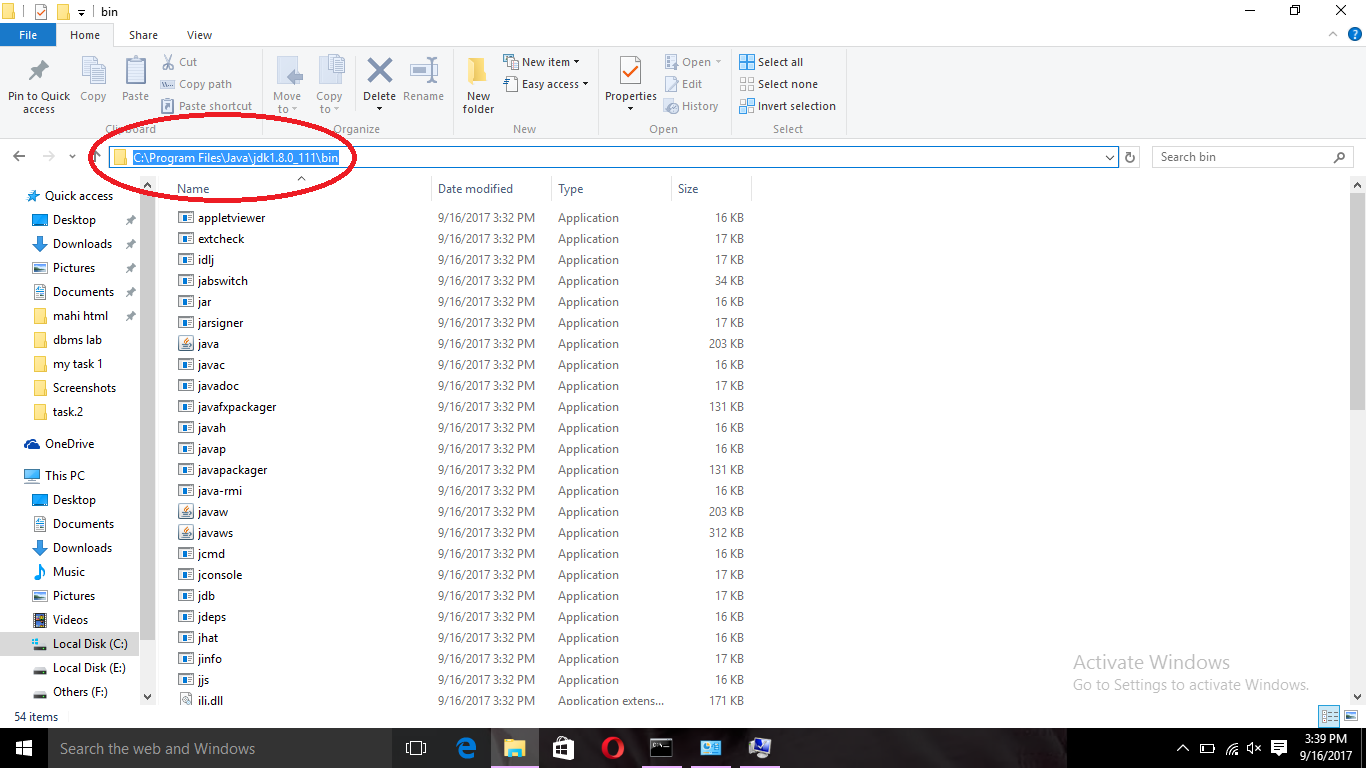 bin
File Home Share View
Pin to Quick access
Copy
Paste
Cut
Copy path
Paste shortcut
Clipboard
Move to
Copy to
Delete
Rename
Organize
New folder
New item
Easy access
New
Properties
Open
Edit
History
Open
Select all
Select none
Invert selection
Select
C:\Program Files\Java\jdk1.8.0_111\bin
Search bin
Quick access
Desktop
Downloads
Pictures
Documents
mahi html
dbms lab
my task 1
Screenshots
task.2
OneDrive
This PC
Desktop
Documents
Downloads
Music
Pictures
Videos
Local Disk (C:)
Local Disk (E:)
Others (F:)
Name Date modified Type Size
appletviewer 9/16/2017 3:32 PM Application 16 KB
extcheck 9/16/2017 3:32 PM Application 17 KB
idlj 9/16/2017 3:32 PM Application 17 KB
jabswitch 9/16/2017 3:32 PM Application 34 KB
jar 9/16/2017 3:32 PM Application 16 KB
jarsigner 9/16/2017 3:32 PM Application 17 KB
java 9/16/2017 3:32 PM Application 203 KB
javac 9/16/2017 3:32 PM Application 16 KB
javadoc 9/16/2017 3:32 PM Application 17 KB
javafxpackager 9/16/2017 3:32 PM Application 131 KB
javah 9/16/2017 3:32 PM Application 16 KB
javap 9/16/2017 3:32 PM Application 16 KB
javapackager 9/16/2017 3:32 PM Application 131 KB
java-rmi 9/16/2017 3:32 PM Application 16 KB
javaw 9/16/2017 3:32 PM Application 203 KB
javaws 9/16/2017 3:32 PM Application 312 KB
jcmd 9/16/2017 3:32 PM Application 16 KB
jconsole 9/16/2017 3:32 PM Application 17 KB
jdb 9/16/2017 3:32 PM Application 17 KB
jdeps 9/16/2017 3:32 PM Application 16 KB
jhat 9/16/2017 3:32 PM Application 16 KB
jinfo 9/16/2017 3:32 PM Application 17 KB
jjs 9/16/2017 3:32 PM Application 16 KB
jli.dll 9/16/2017 3:32 PM Application extens... 171 KB
Activate Windows
Go to Settings to activate Windows.
54 items
Search the web and Windows
3:39 PM
9/16/2017